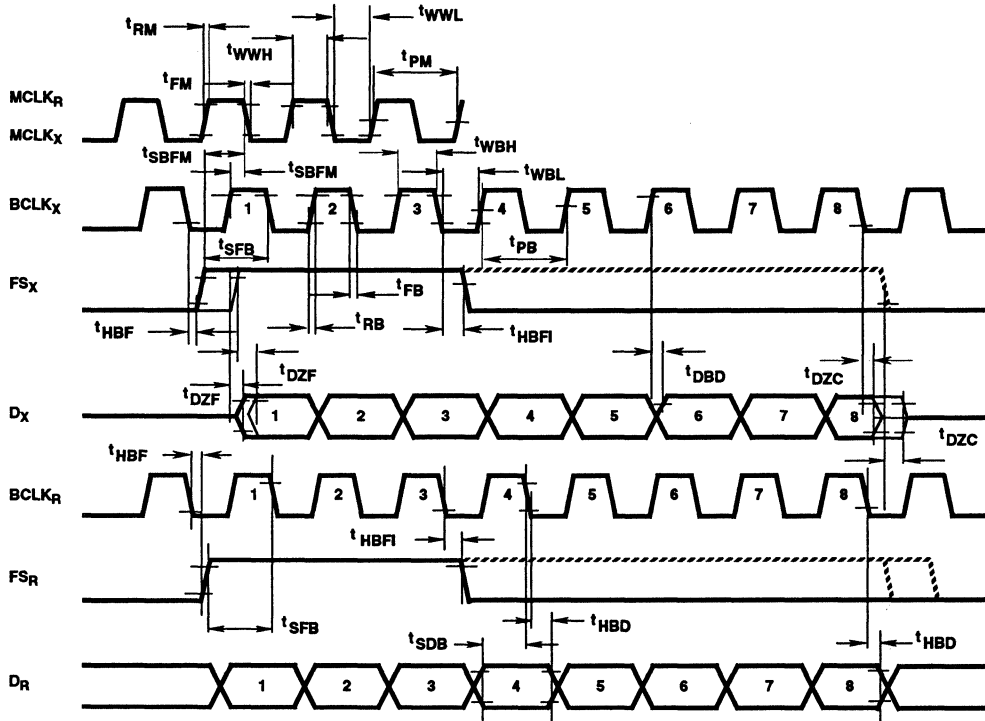 tRM
tWWL
tWWH
tPM
tFM
MCLKR
MCLKX
tSBFM
tSBFM
tWBH
tWBL
BCLKX
1 2 3 4 5 6 7 8
tSFB
tPB
FSX
tFB
tHBF
tRB
tHBFI
tDZF
tDZF
tDBD
tDZC
DX
1 2 3 4 5 6 7 8
tDZC
tHBF
BCLKR
1 2 3 4 5 6 7 8
tHBFI
FSR
tSFB
tSDB
tHBD
tHBD
DR
1 2 3 4 5 6 7 8